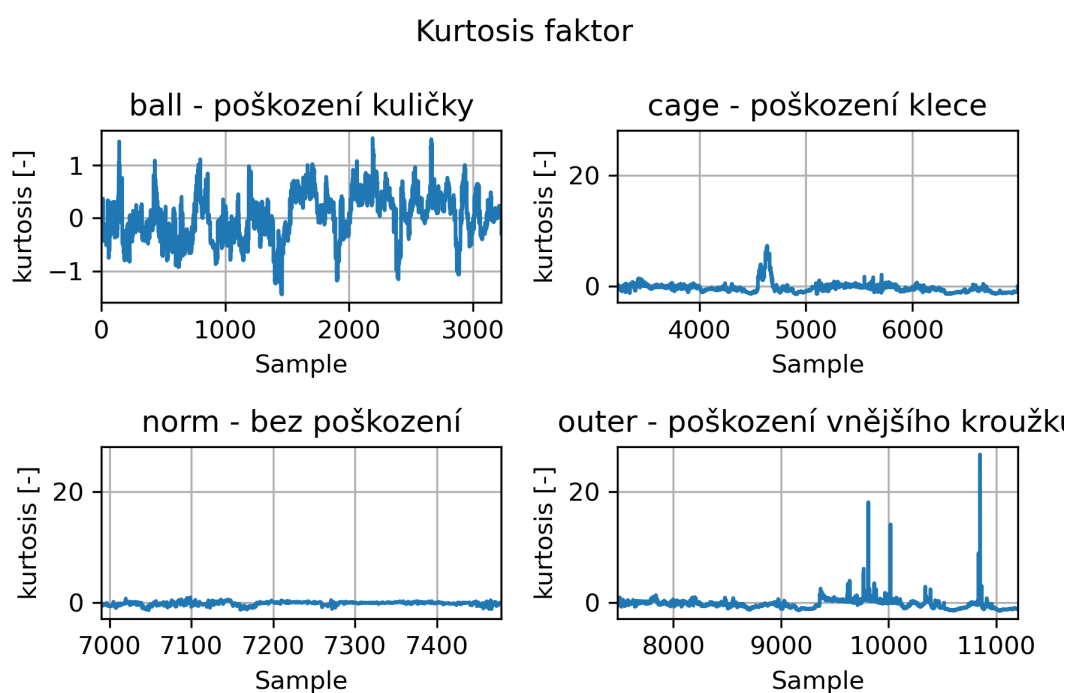 Kurtosis faktor
ball - poškození kuličky
kurtosis [-]
1
0
−1
0
1000
2000
3000
Sample
cage - poškození klece
kurtosis [-]
20
0
4000
5000
6000
Sample
norm - bez poškození
kurtosis [-]
20
0
7000
7100
7200
7300
7400
Sample
outer - poškození vnějšího kroužku
kurtosis [-]
20
0
8000
9000
10000
11000
Sample